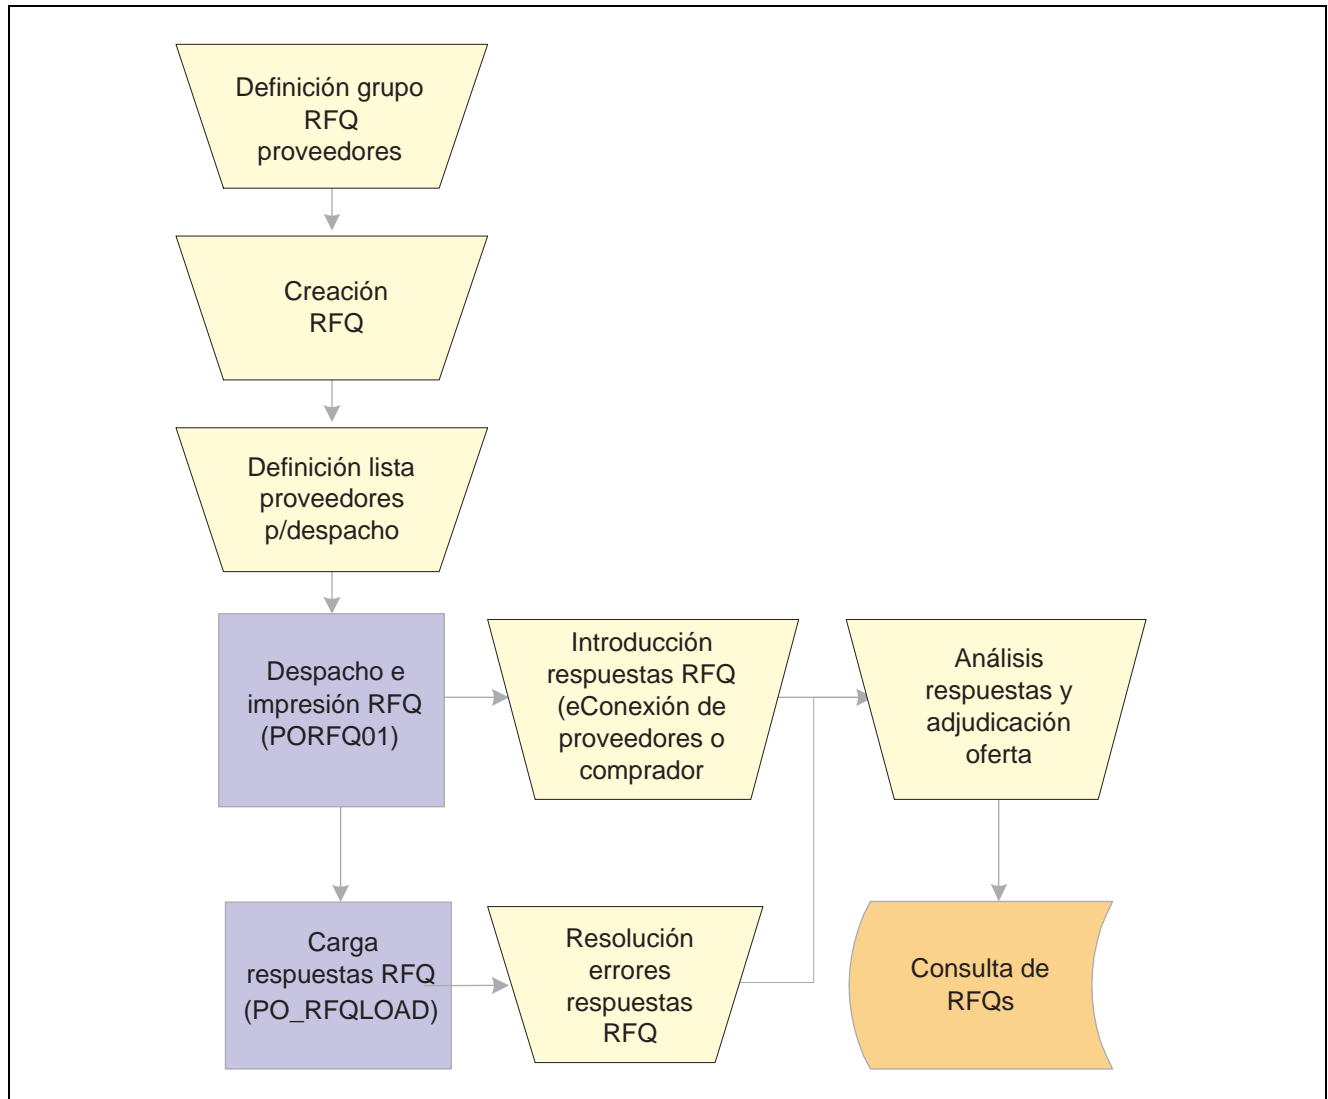 Definición grupo
RFQ
proveedores
Creación
RFQ
Definición lista
proveedores
p/despacho
Despacho e
impresión RFQ
(PORFQ01)
Introducción
respuestas RFQ
(eConexión de
proveedores o
comprador
Análisis
respuestas y
adjudicación
oferta
Carga
respuestas RFQ
(PO_RFQLOAD)
Resolución
errores
respuestas
RFQ
Consulta de
RFQs